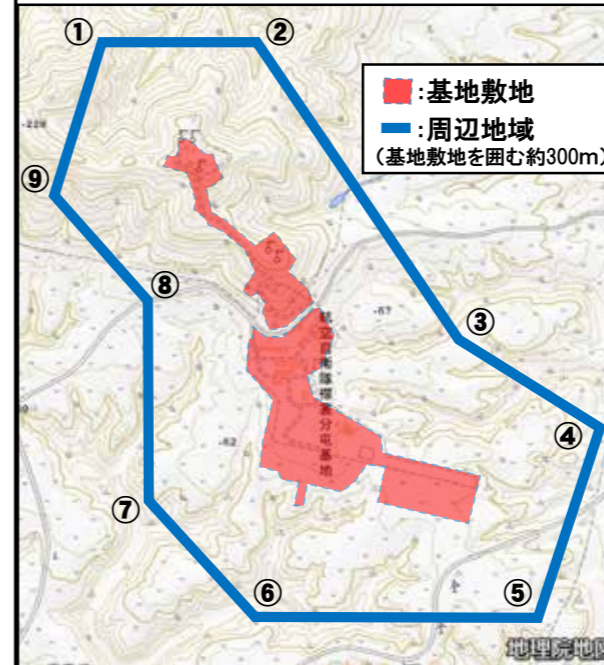 ① ②
:基地敷地
:周辺地域
(基地敷地を囲む約300m)
-228
⑨
⑧
-67
③
航空自衛隊襟裳分屯基地
④
-62
⑦
⑥ ⑤
地理院地図